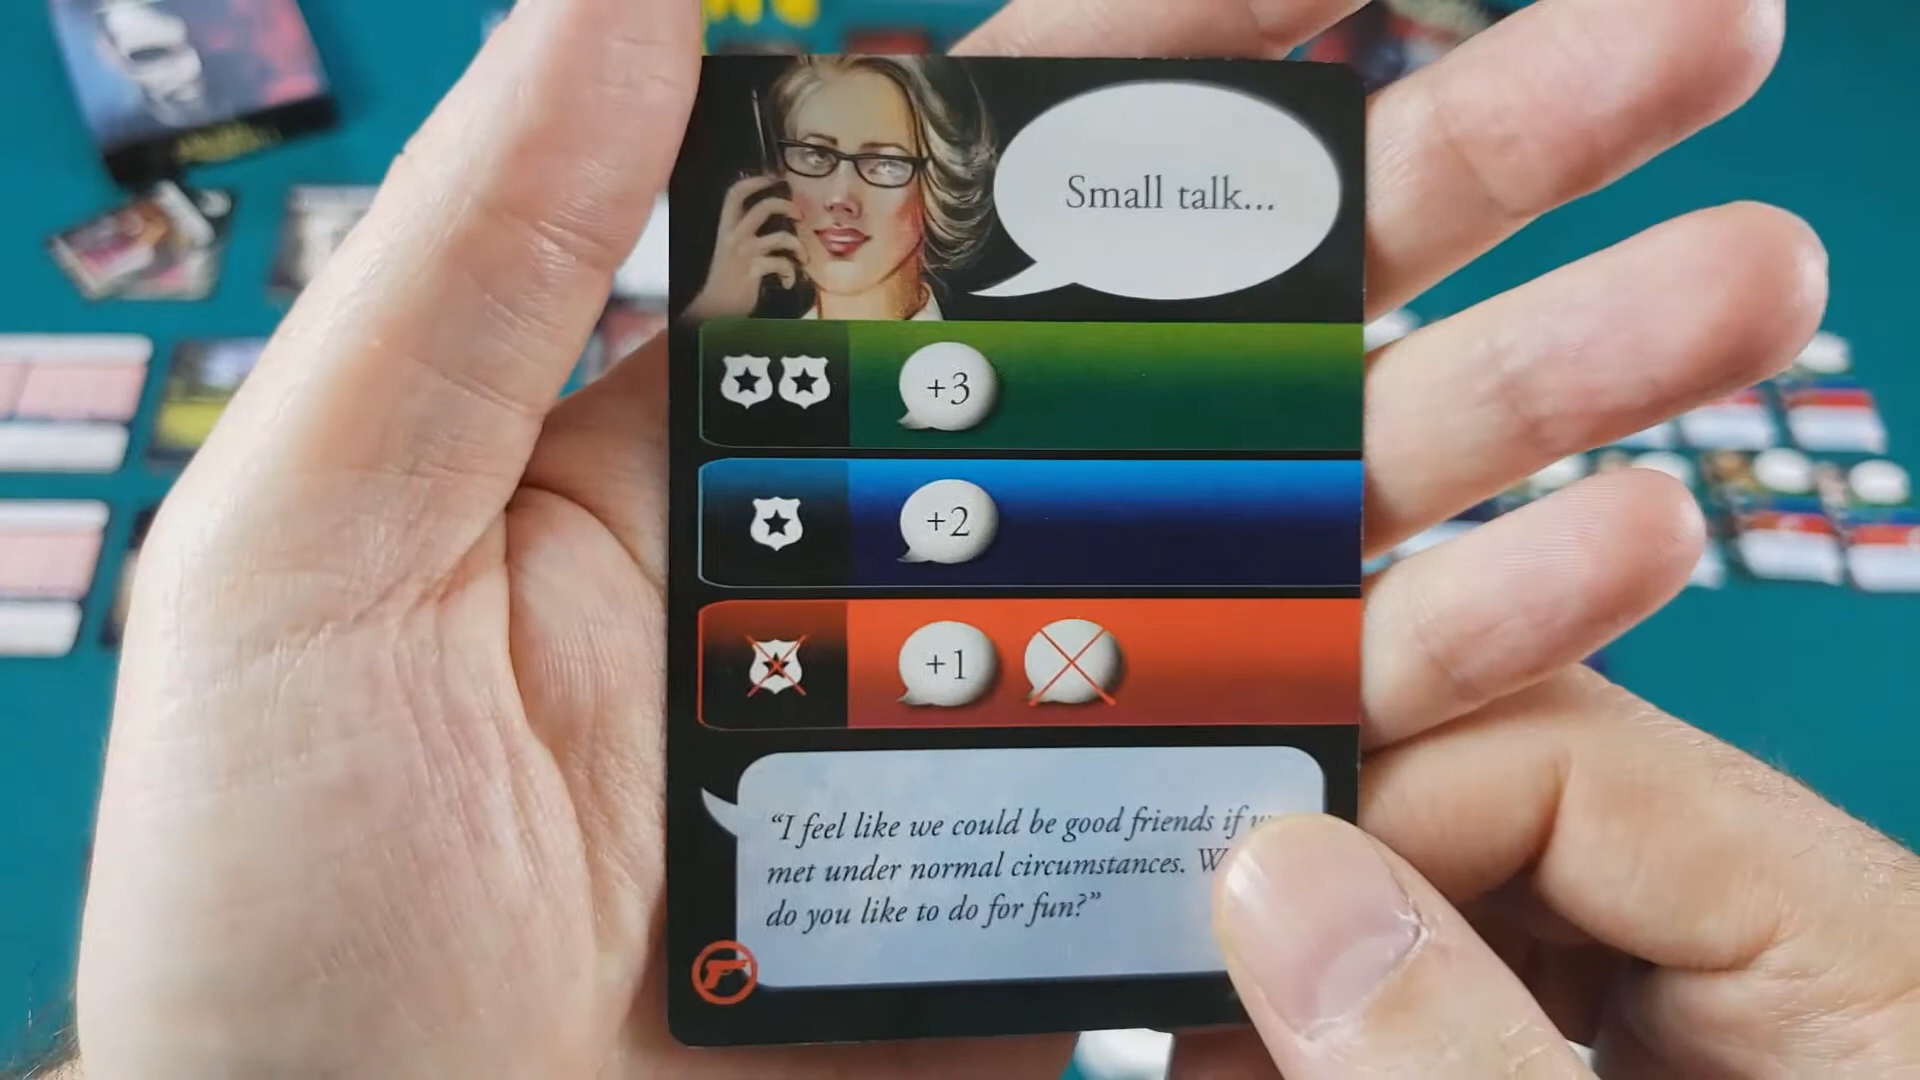 Small talk...
+3
+2
+1
“I feel like we could be good friends if
met under normal circumstances.
do you like to do for fun?”